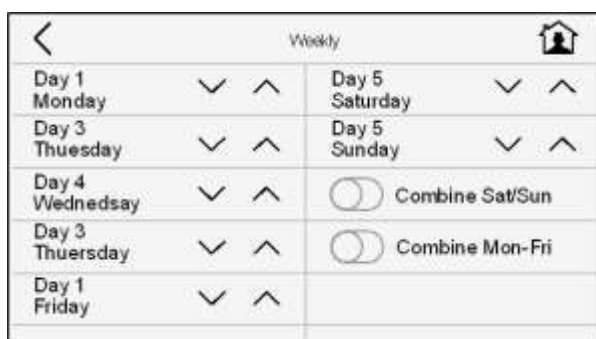 Weekly
Day 1
Monday
Day 3
Thuesday
Day 4
Wednedsay
Day 3
Thuersday
Day 1
Friday
Day 5
Saturday
Day 5
Sunday
Combine Sat/Sun
Combine Mon-Fri